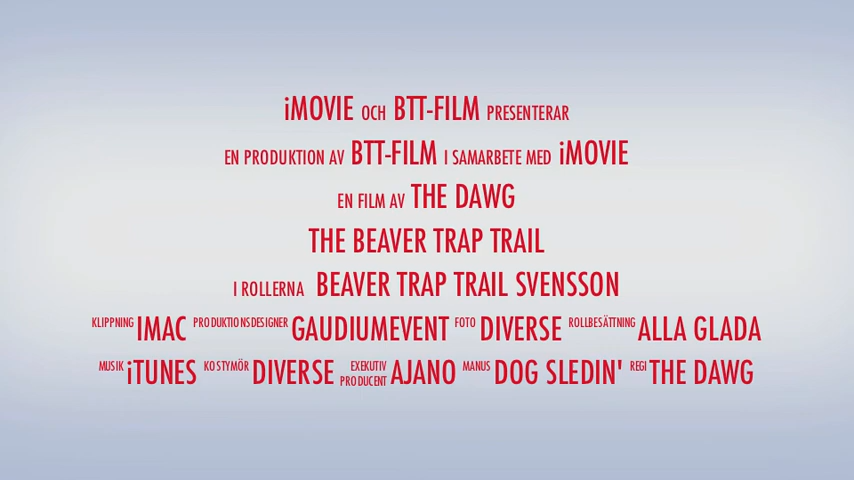 iMOVIE OCH BTT-FILM PRESENTERAR
EN PRODUKTION AV BTT-FILM I SAMARBETE MED iMOVIE
EN FILM AV THE DAWG
THE BEAVER TRAP TRAIL
I ROLLERNA BEAVER TRAP TRAIL SVENSSON
KLIPPNING IMAC PRODUKTIONSDESIGNER GAUDIUMEVENT FOTO DIVERSE ROLLBESÄTTNING ALLA GLADA
MUSIK iTUNES KOSTYMÖR DIVERSE EXEKUTIV PRODUCENT AJANO MANUS DOG SLEDIN' REGI THE DAWG